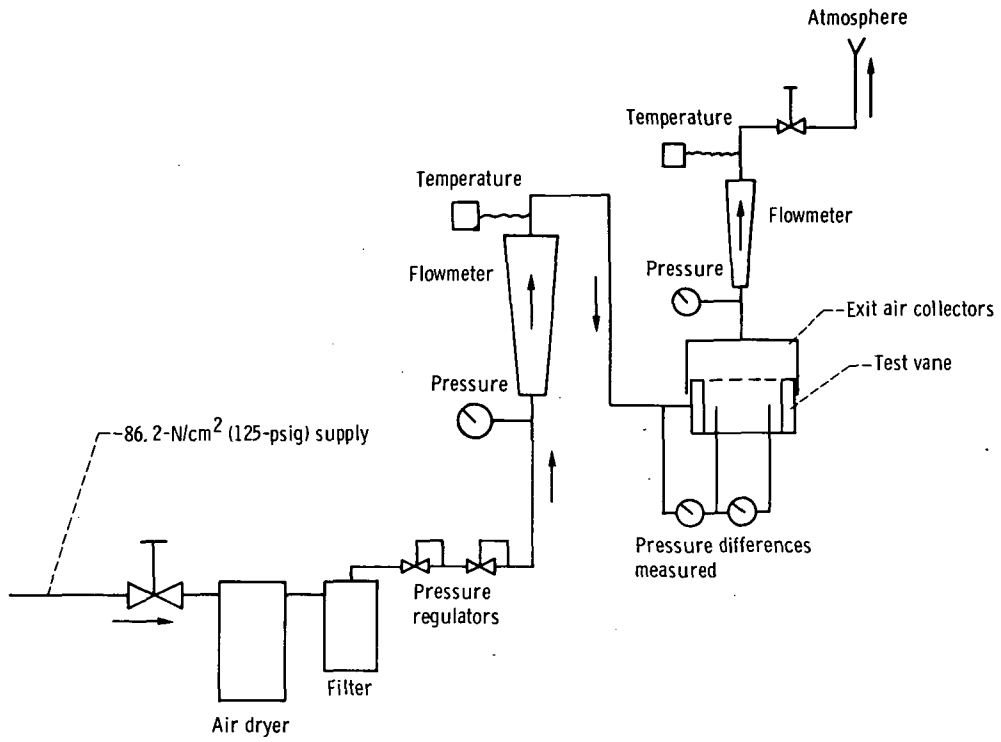 Atmosphere
Temperature
Flowmeter
Pressure
Exit air collectors
Test vane
Temperature
Flowmeter
Pressure
86.2-N/cm² (125-psig) supply
Pressure differences
measured
Pressure
regulators
Filter
Air dryer